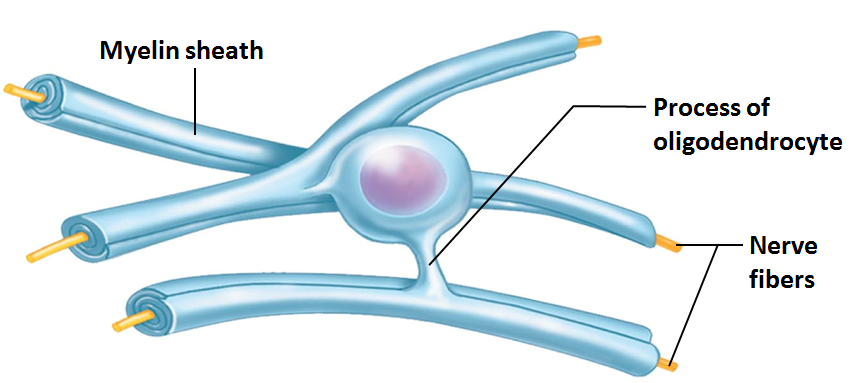 Myelin sheath
Process of
oligodendrocyte
Nerve
fibers